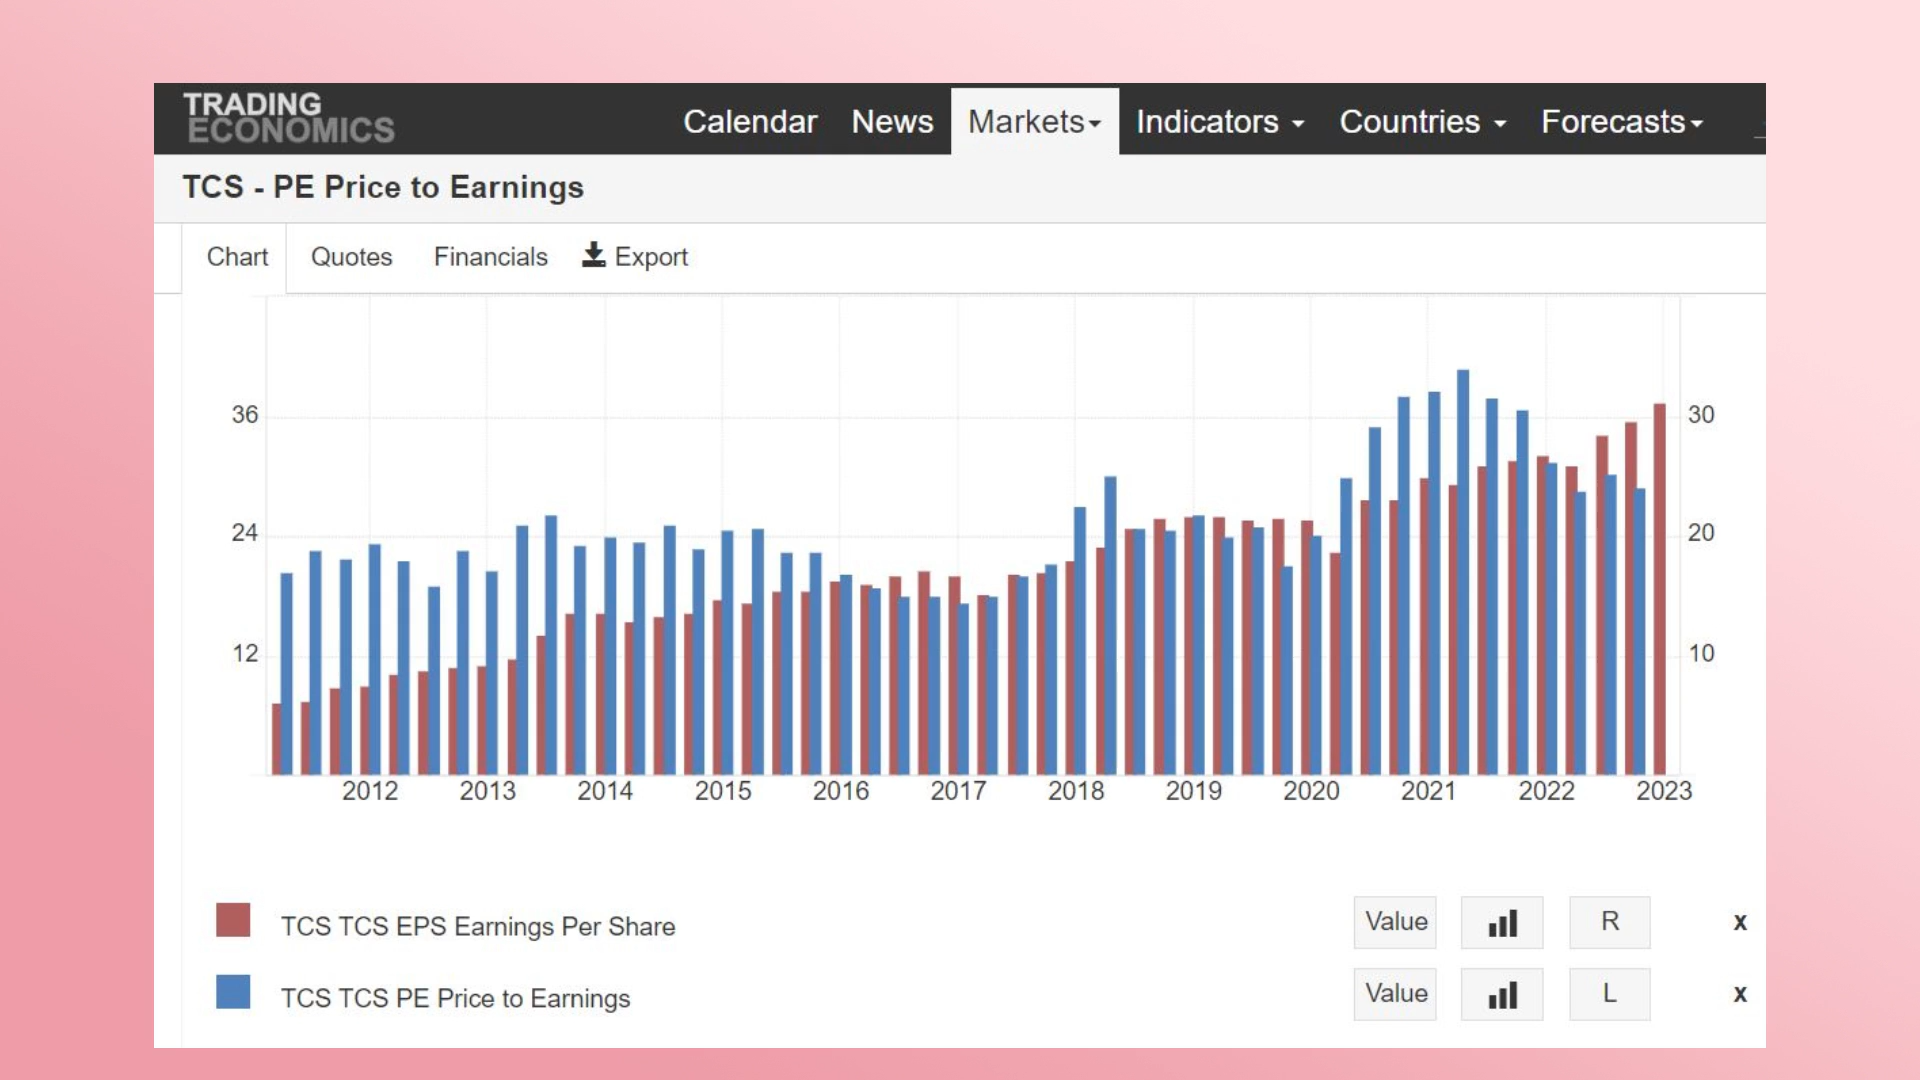 TRADING
ECONOMICS
Calendar News Markets Indicators Countries Forecasts
TCS - PE Price to Earnings
Chart Quotes Financials Export
36 30
24 20
12 10
2012 2013 2014 2015 2016 2017 2018 2019 2020 2021 2022 2023
TCS TCS EPS Earnings Per Share Value R x
TCS TCS PE Price to Earnings Value L x